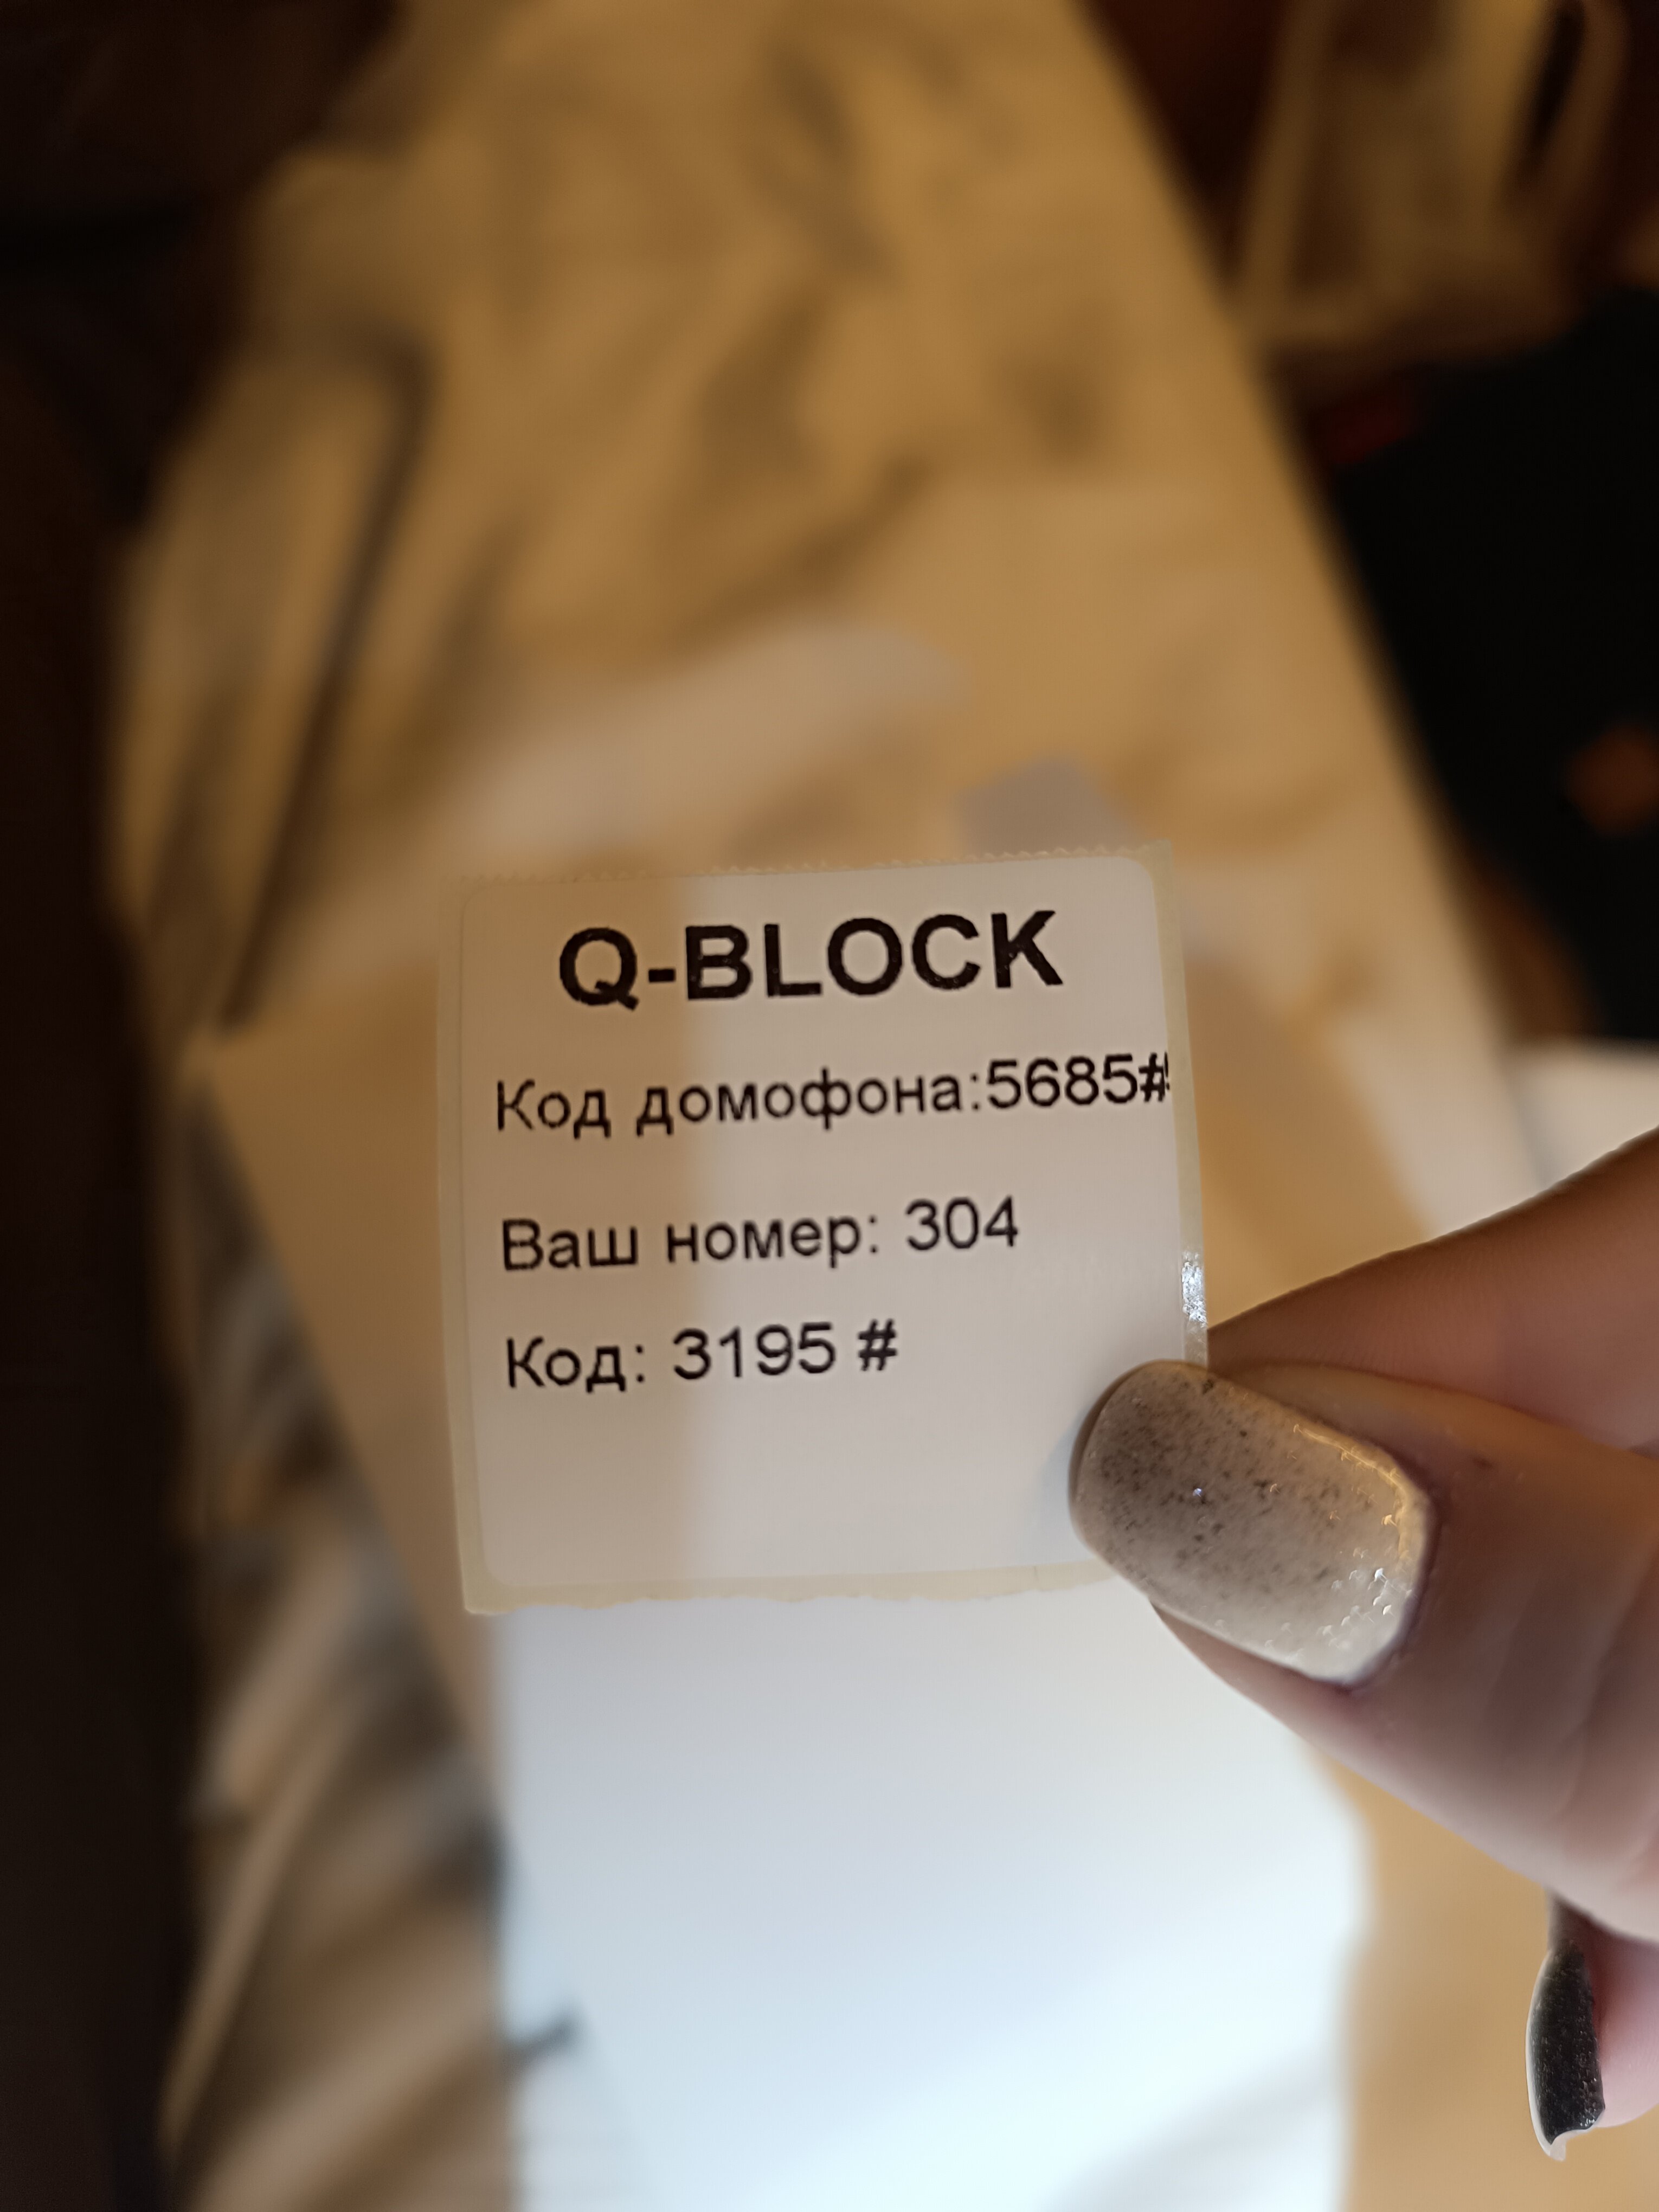 Q-BLOCK
Код домофона:5685#
Ваш номер: 304
Код: 3195 #